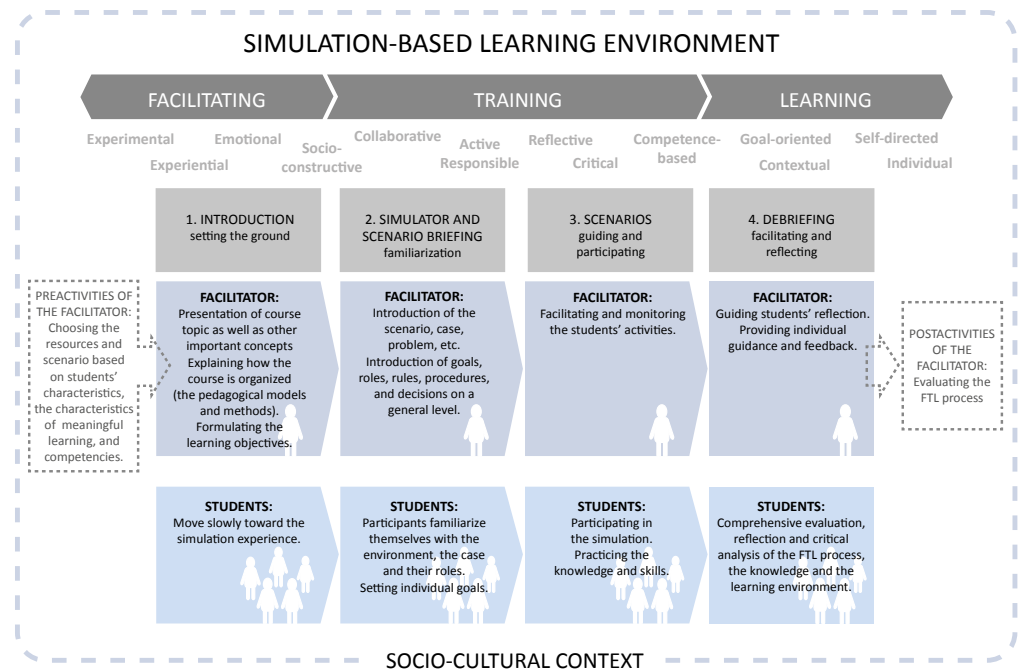 SIMULATION-BASED LEARNING ENVIRONMENT
FACILITATING
TRAINING
LEARNING
Experimental
Experiential
Emotional
Socio-
constructive
Collaborative
Active
Responsible
Reflective
Critical
Competence-
based
Goal-oriented
Contextual
Self-directed
Individual
1. INTRODUCTION
setting the ground
2. SIMULATOR AND
SCENARIO BRIEFING
familiarization
3. SCENARIOS
guiding and
participating
4. DEBRIEFING
facilitating and
reflecting
PREACTIVITIES OF
THE FACILITATOR:
Choosing the
resources and
scenario based
on students’
characteristics,
the characteristics
of meaningful
learning, and
competencies.
FACILITATOR:
Presentation of course
topic as well as other
important concepts
Explaining how the
course is organized
(the pedagogical models
and methods).
Formulating the
learning objectives.
FACILITATOR:
Introduction of the
scenario, case,
problem, etc.
Introduction of goals,
roles, rules, procedures,
and decisions on a
general level.
FACILITATOR:
Facilitating and monitoring
the students’ activities.
FACILITATOR:
Guiding students’ reflection.
Providing individual
guidance and feedback.
POSTACTIVITIES
OF THE
FACILITATOR:
Evaluating the
FTL process
STUDENTS:
Move slowly toward the
simulation experience.
STUDENTS:
Participants familiarize
themselves with the
environment, the case
and their roles.
Setting individual goals.
STUDENTS:
Participating in
the simulation.
Practicing the
knowledge and skills.
STUDENTS:
Comprehensive evaluation,
reflection and critical
analysis of the FTL process,
the knowledge and the
learning environment.
SOCIO-CULTURAL CONTEXT